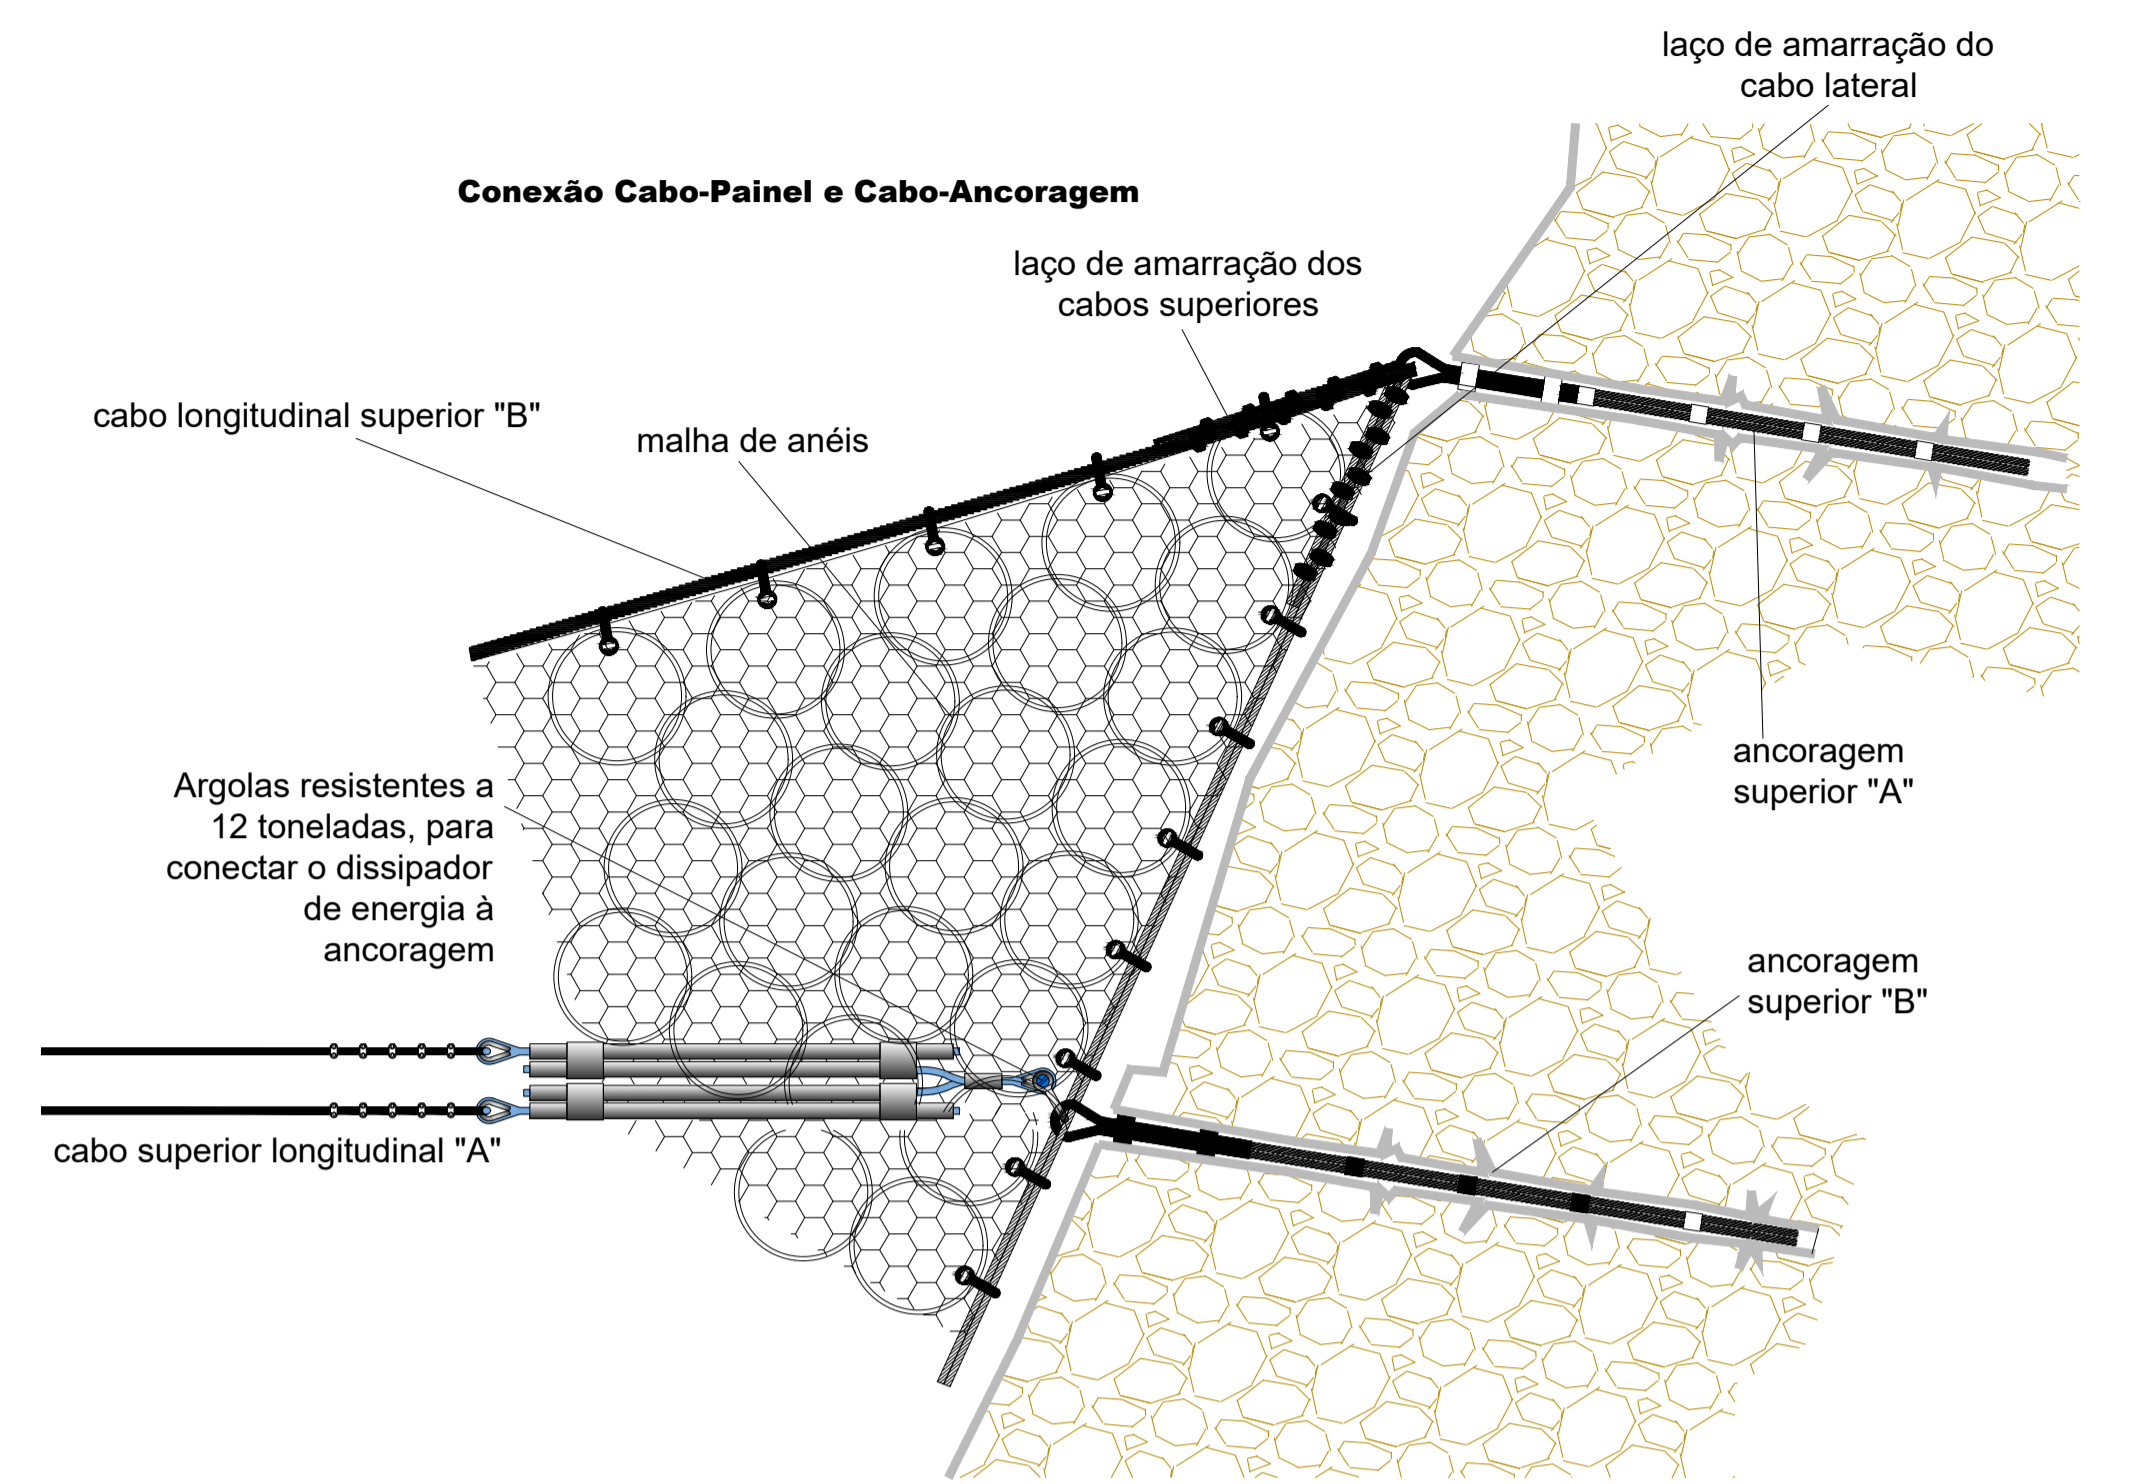 laço de amarração do
cabo lateral
Conexão Cabo-Painel e Cabo-Ancoragem
laço de amarração dos
cabos superiores
cabo longitudinal superior "B"
malha de anéis
ancoragem
superior "A"
Argolas resistentes a
12 toneladas, para
conectar o dissipador
de energia à
ancoragem
ancoragem
superior "B"
cabo superior longitudinal "A"